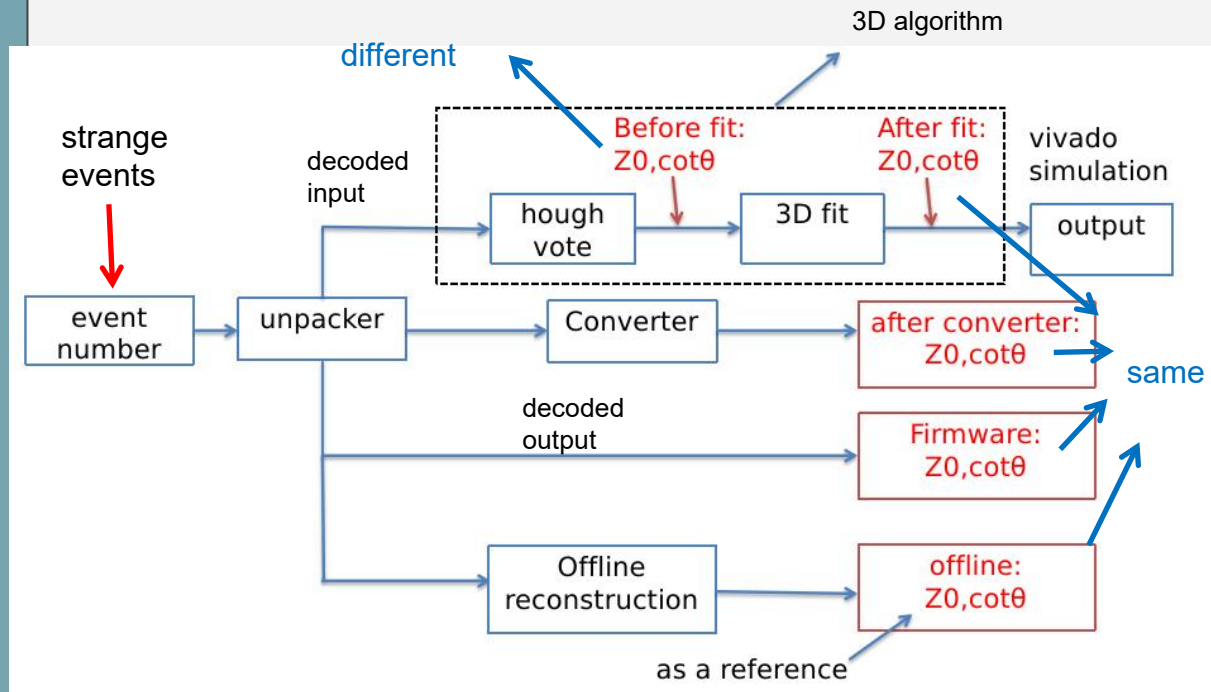 3D algorithm
different
strange
events
decoded
input
Before fit:
Z0,cotθ
After fit:
Z0,cotθ
vivado
simulation
hough
vote
3D fit
output
event
number
unpacker
Converter
after converter:
Z0,cotθ
same
decoded
output
Firmware:
Z0,cotθ
Offline
reconstruction
offline:
Z0,cotθ
as a reference